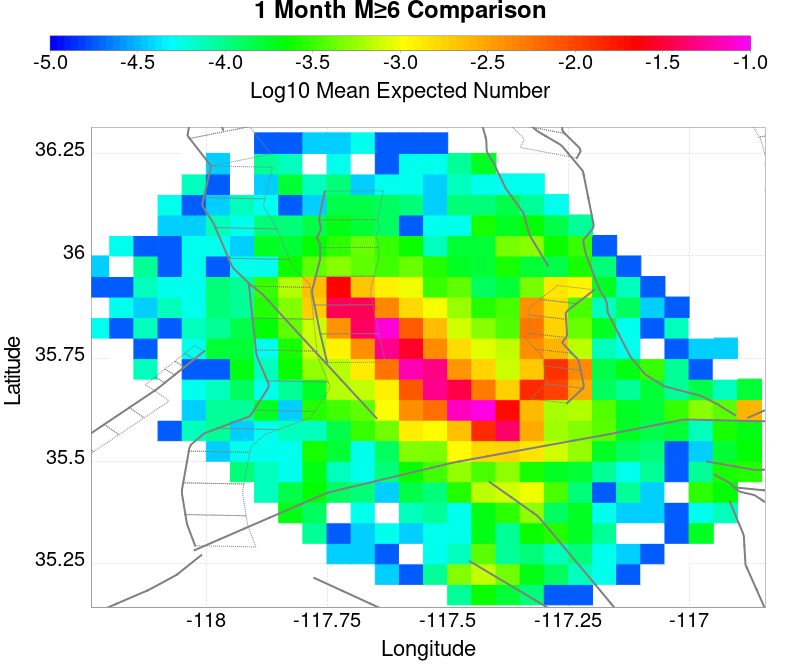 1 Month M≥6 Comparison
-5.0 -4.5 -4.0 -3.5 -3.0 -2.5 -2.0 -1.5 -1.0
Log10 Mean Expected Number
36.25
36
35.75
35.5
35.25
Latitude
-118 -117.75 -117.5 -117.25 -117
Longitude